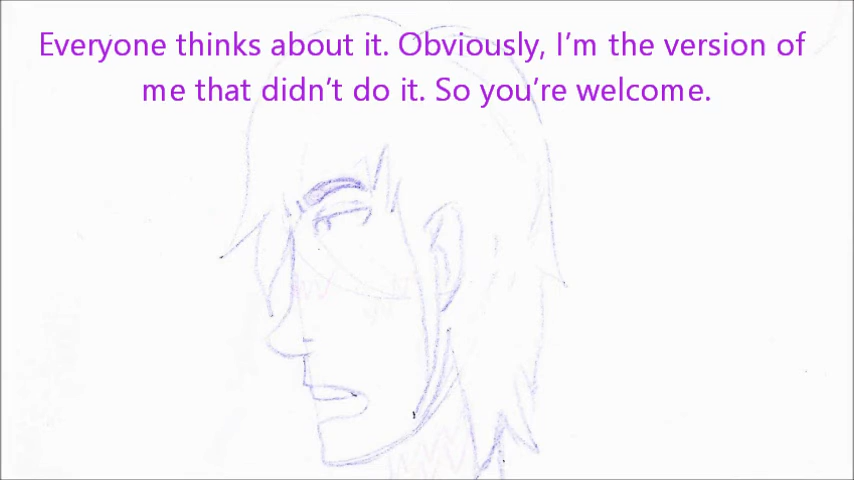 Everyone thinks about it. Obviously, I’m the version of
me that didn’t do it. So you’re welcome.